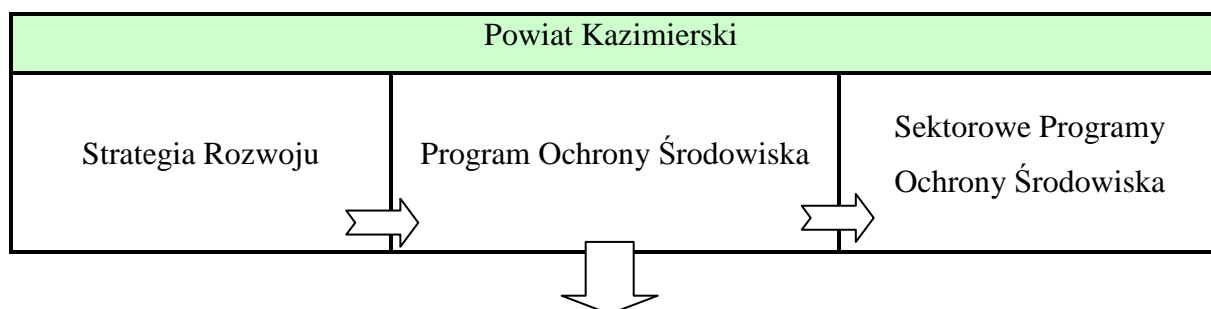 Powiat Kazimierski
Strategia Rozwoju
Program Ochrony Środowiska
Sektorowe Programy
Ochrony Środowiska